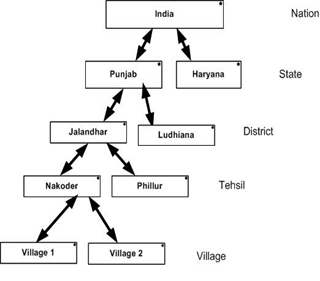 India
Nation
Punjab
Haryana
State
Jalandhar
Ludhiana
District
Nakoder
Phillur
Tehsil
Village 1
Village 2
Village